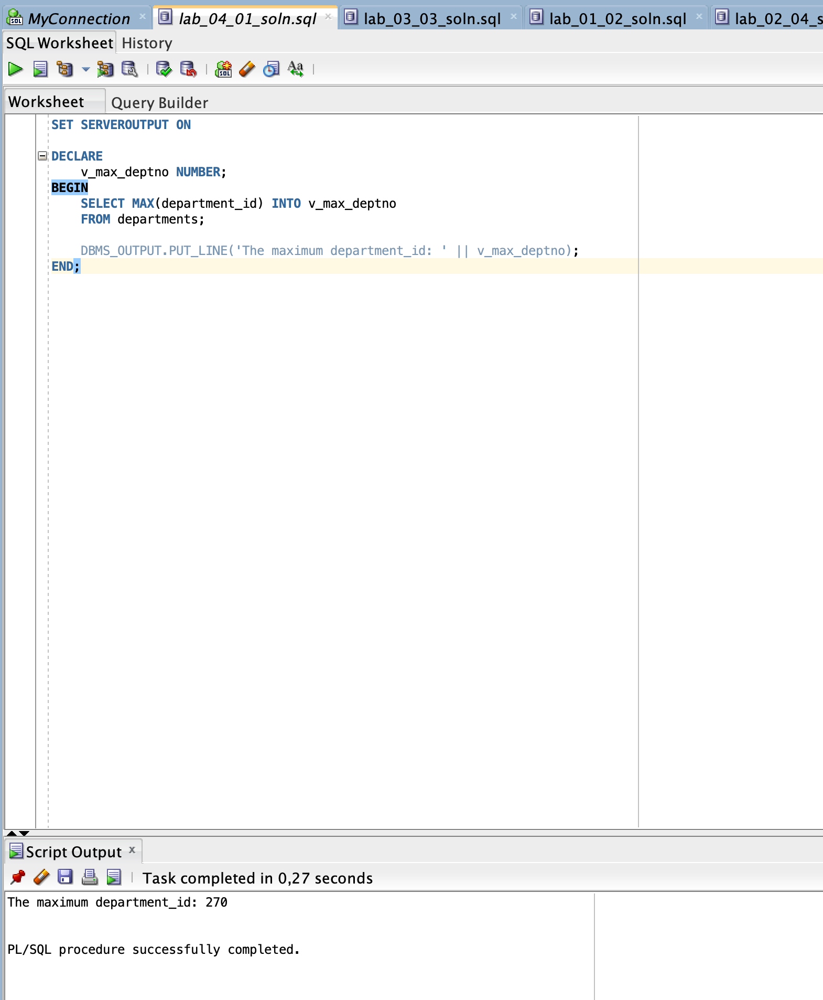 MyConnection lab_04_01_soln.sql lab_03_03_soln.sql lab_01_02_soln.sql lab_02_04_s
SQL Worksheet History
Worksheet Query Builder
SET SERVEROUTPUT ON
DECLARE
v_max_deptno NUMBER;
BEGIN
SELECT MAX(department_id) INTO v_max_deptno
FROM departments;
DBMS_OUTPUT.PUT_LINE('The maximum department_id: ' || v_max_deptno);
END;
Script Output
Task completed in 0,27 seconds
The maximum department_id: 270
PL/SQL procedure successfully completed.